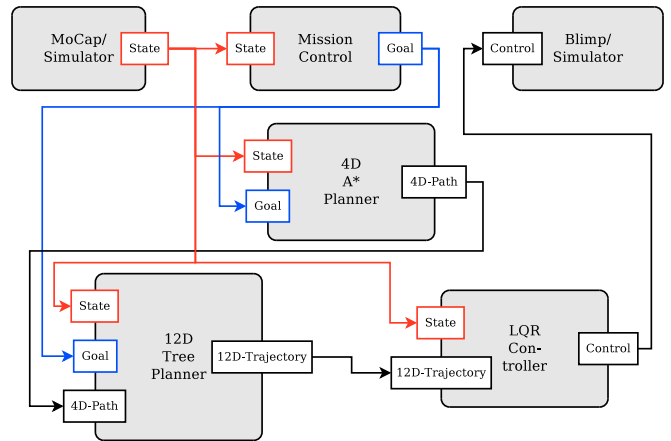 MoCap/
Simulator
State
State
Mission
Control
Goal
Control
Blimp/
Simulator
State
Goal
4D
A*
Planner
4D-Path
State
Goal
4D-Path
12D
Tree
Planner
12D-Trajectory
State
12D-Trajectory
LQR
Con-
troller
Control